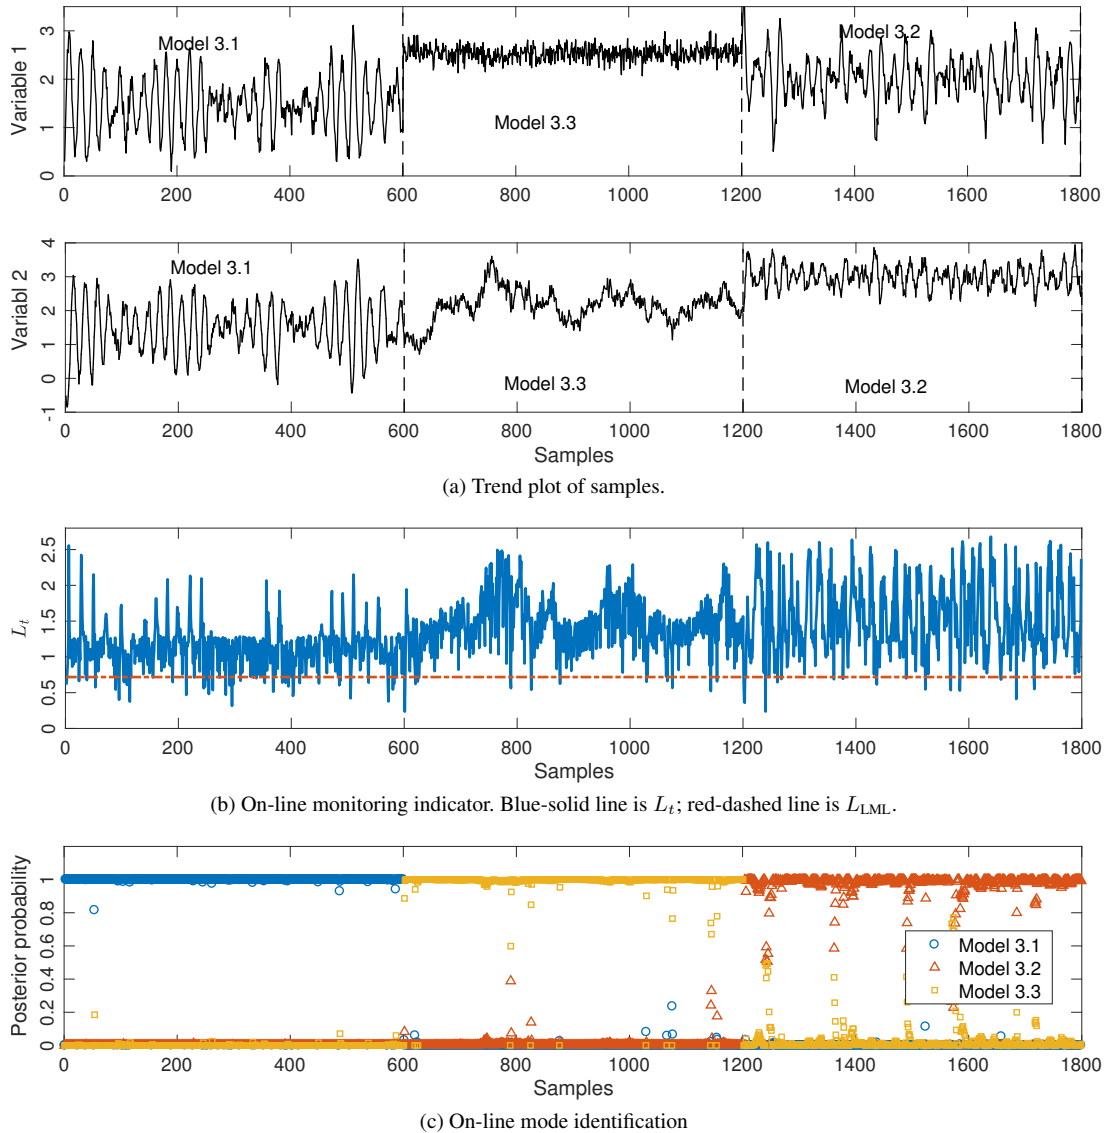 Variable 1
3
2
1
0
Model 3.1
Model 3.2
Model 3.3
0 200 400 600 800 1000 1200 1400 1600 1800
Variabl 2
4
3
2
1
0
-1
Model 3.1
Model 3.3
Model 3.2
0 200 400 600 800 1000 1200 1400 1600 1800
Samples
(a) Trend plot of samples.
L_t
2.5
2
1.5
1
0.5
0
0 200 400 600 800 1000 1200 1400 1600 1800
Samples
(b) On-line monitoring indicator. Blue-solid line is L_t; red-dashed line is L_LML.
Posterior probability
1
0.8
0.6
0.4
0.2
0
Model 3.1
Model 3.2
Model 3.3
0 200 400 600 800 1000 1200 1400 1600 1800
Samples
(c) On-line mode identification